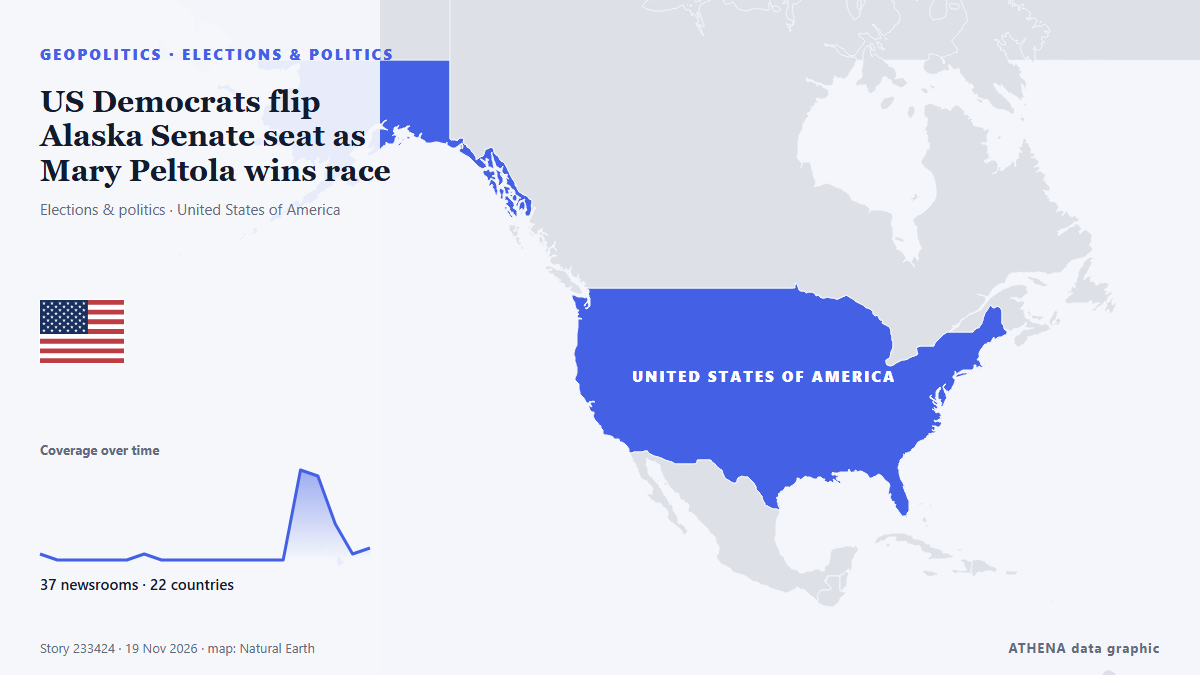 GEOPOLITICS · ELECTIONS & POLITICS
US Democrats flip
Alaska Senate seat as
Mary Peltola wins race
Elections & politics · United States of America
UNITED STATES OF AMERICA
Coverage over time
37 newsrooms · 22 countries
Story 233424 · 19 Nov 2026 · map: Natural Earth
ATHENA data graphic